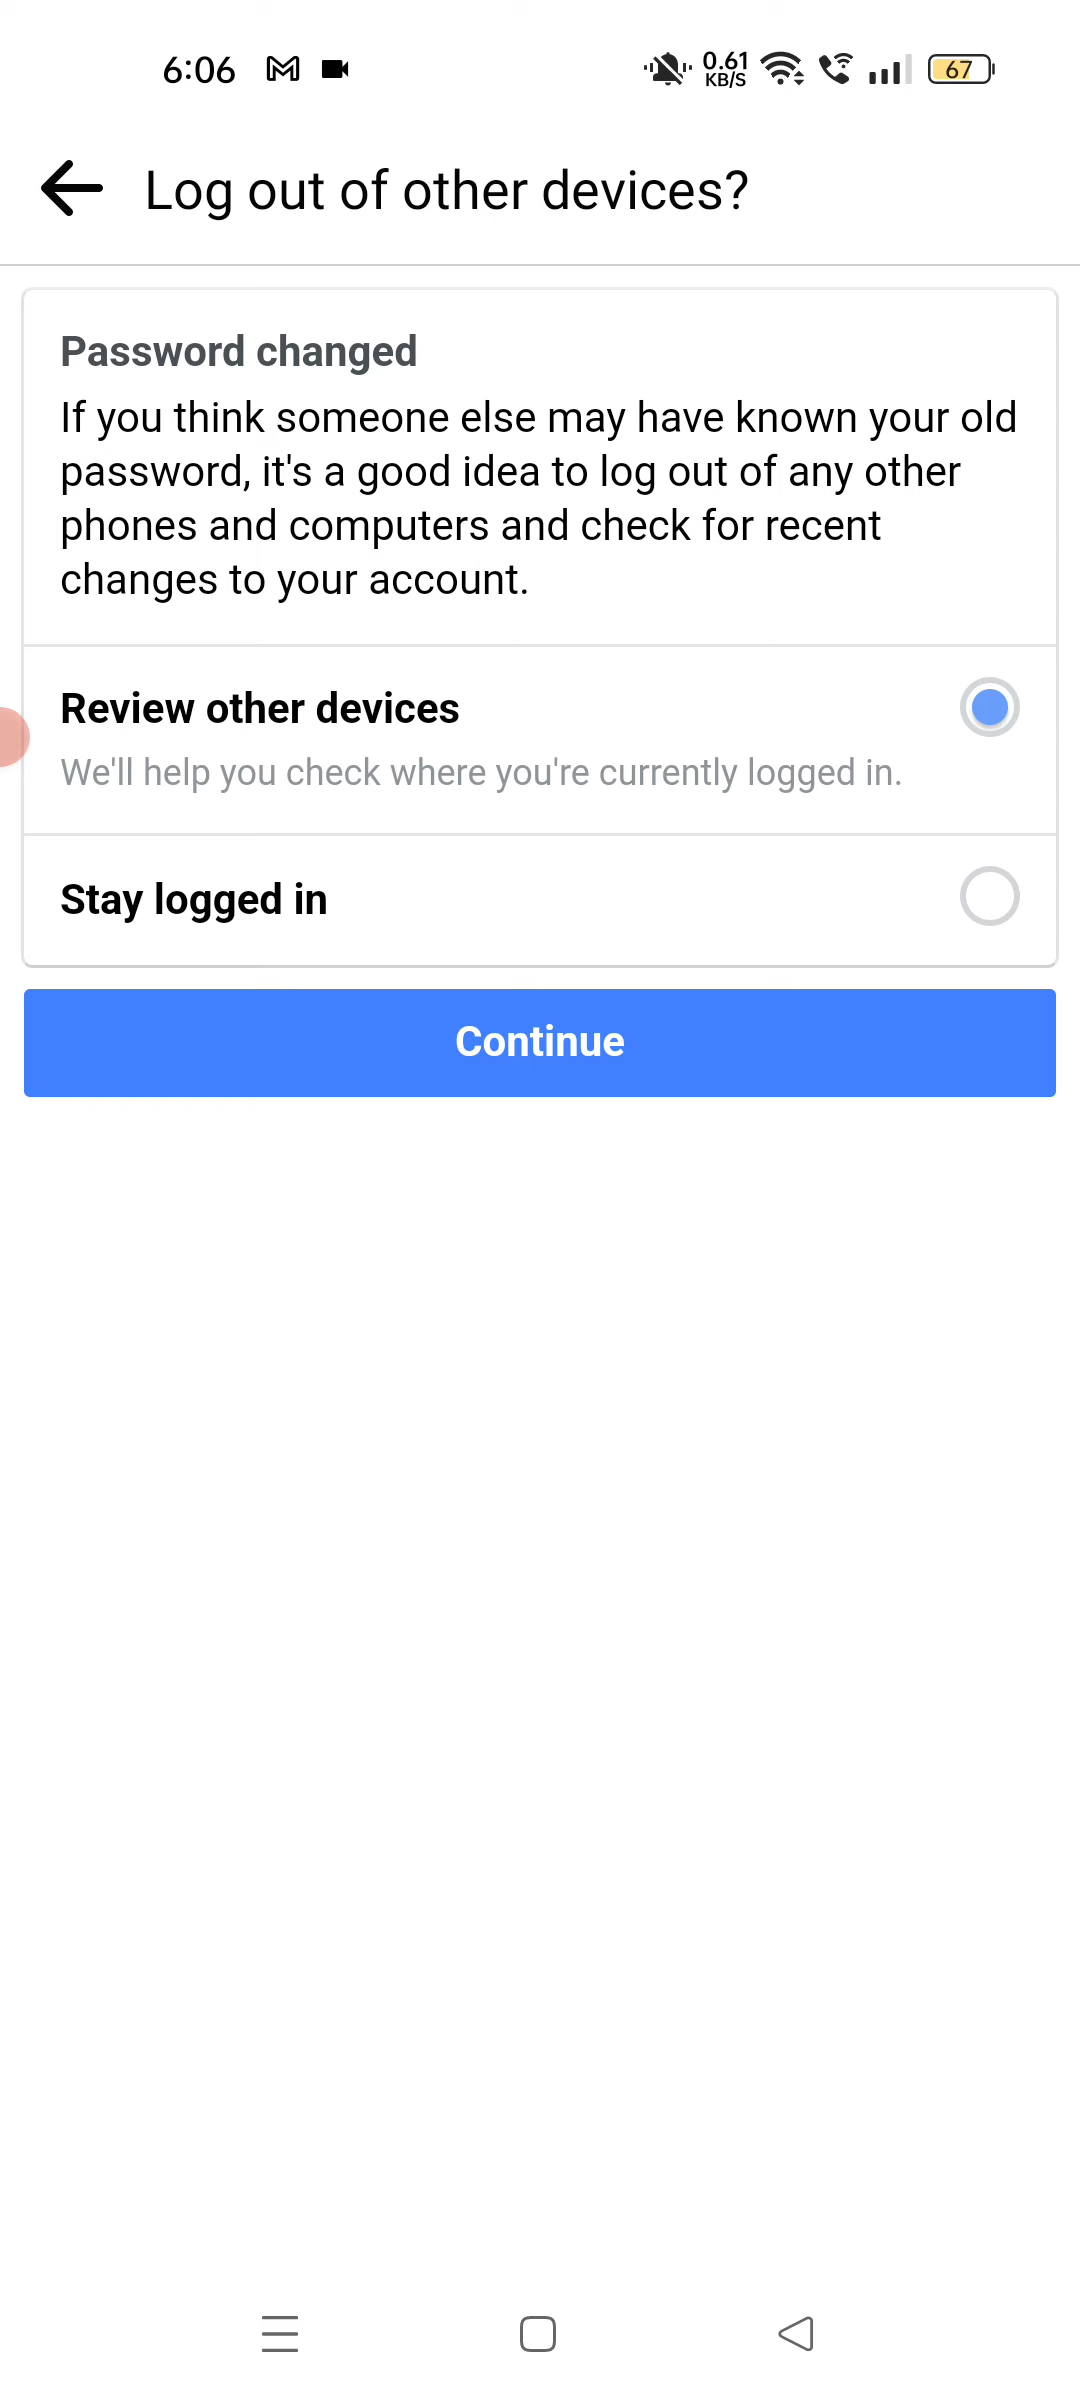 6:06
0.61
KB/S
67
Log out of other devices?
Password changed
If you think someone else may have known your old
password, it's a good idea to log out of any other
phones and computers and check for recent
changes to your account.
Review other devices
We'll help you check where you're currently logged in.
Stay logged in
Continue